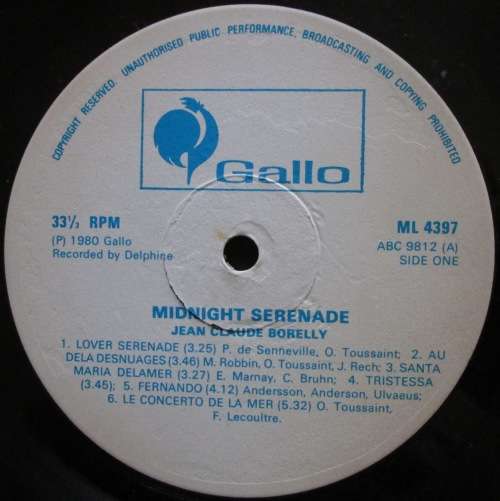 COPYRIGHT RESERVED. UNAUTHORISED PUBLIC PERFORMANCE, BROADCASTING AND COPYING PROHIBITED
Gallo
33⅓ RPM
(P) 1980 Gallo
Recorded by Delphine
ML 4397
ABC 9812 (A)
SIDE ONE
MIDNIGHT SERENADE
JEAN CLAUDE BORELLY
1. LOVER SERENADE (3.25) P. de Senneville, O. Toussaint; 2. AU
DELA DESNUAGES (3.46) M. Robbin, O. Toussaint, J. Rech; 3. SANTA
MARIA DELAMER (3.27) E. Marnay, C. Bruhn; 4. TRISTESSA
(3.45); 5. FERNANDO (4.12) Andersson, Anderson, Ulvaeus;
6. LE CONCERTO DE LA MER (5.32) O. Toussaint,
F. Lecoultre.